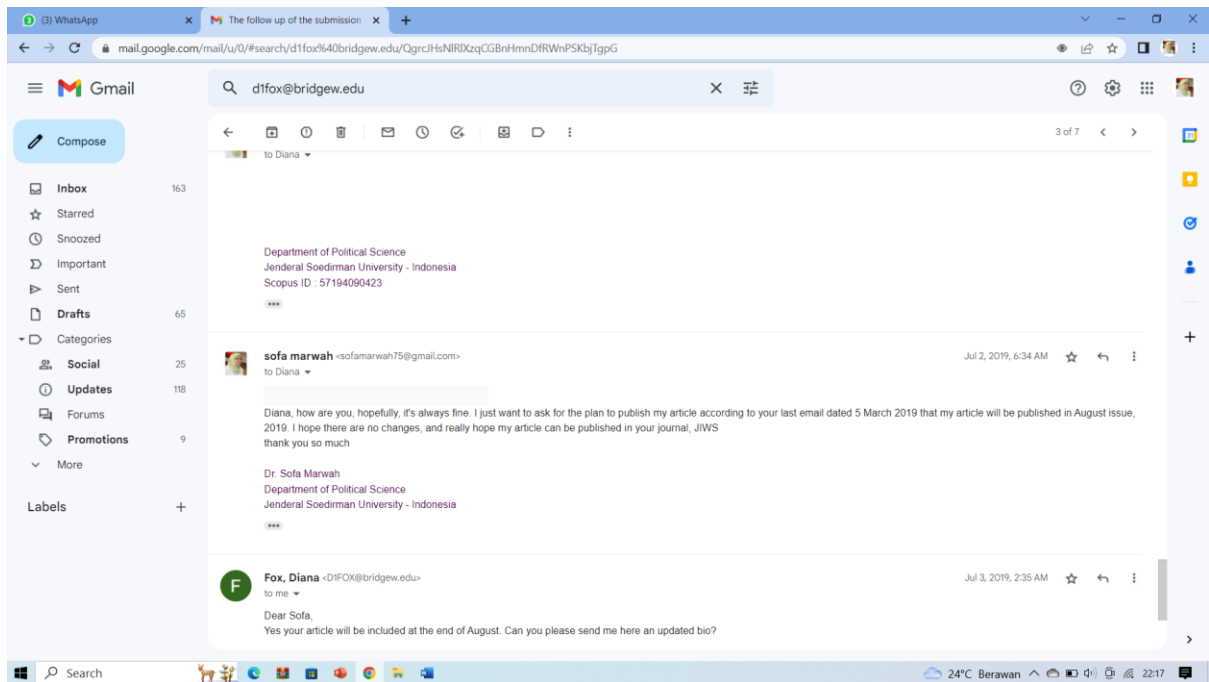 (3) WhatsApp
The follow up of the submission
mail.google.com/mail/u/0/#search/d1fox%40bridgew.edu/QgrcJHsNlRlXzqCGBnHmnDfRWnPSKbjTgpG
Gmail
d1fox@bridgew.edu
Compose
3 of 7
to Diana
Inbox 163
Starred
Snoozed
Important
Sent
Drafts 65
Categories
Social 25
Updates 118
Forums
Promotions 9
More
Labels
Department of Political Science
Jenderal Soedirman University - Indonesia
Scopus ID : 57194090423
sofa marwah <sofamarwah75@gmail.com> Jul 2, 2019, 6:34 AM
to Diana
Diana, how are you, hopefully, it's always fine. I just want to ask for the plan to publish my article according to your last email dated 5 March 2019 that my article will be published in August issue,
2019. I hope there are no changes, and really hope my article can be published in your journal, JIWS
thank you so much
Dr. Sofa Marwah
Department of Political Science
Jenderal Soedirman University - Indonesia
F
Fox, Diana <D1FOX@bridgew.edu> Jul 3, 2019, 2:35 AM
to me
Dear Sofa,
Yes your article will be included at the end of August. Can you please send me here an updated bio?
31
Search
24°C Berawan
22:17